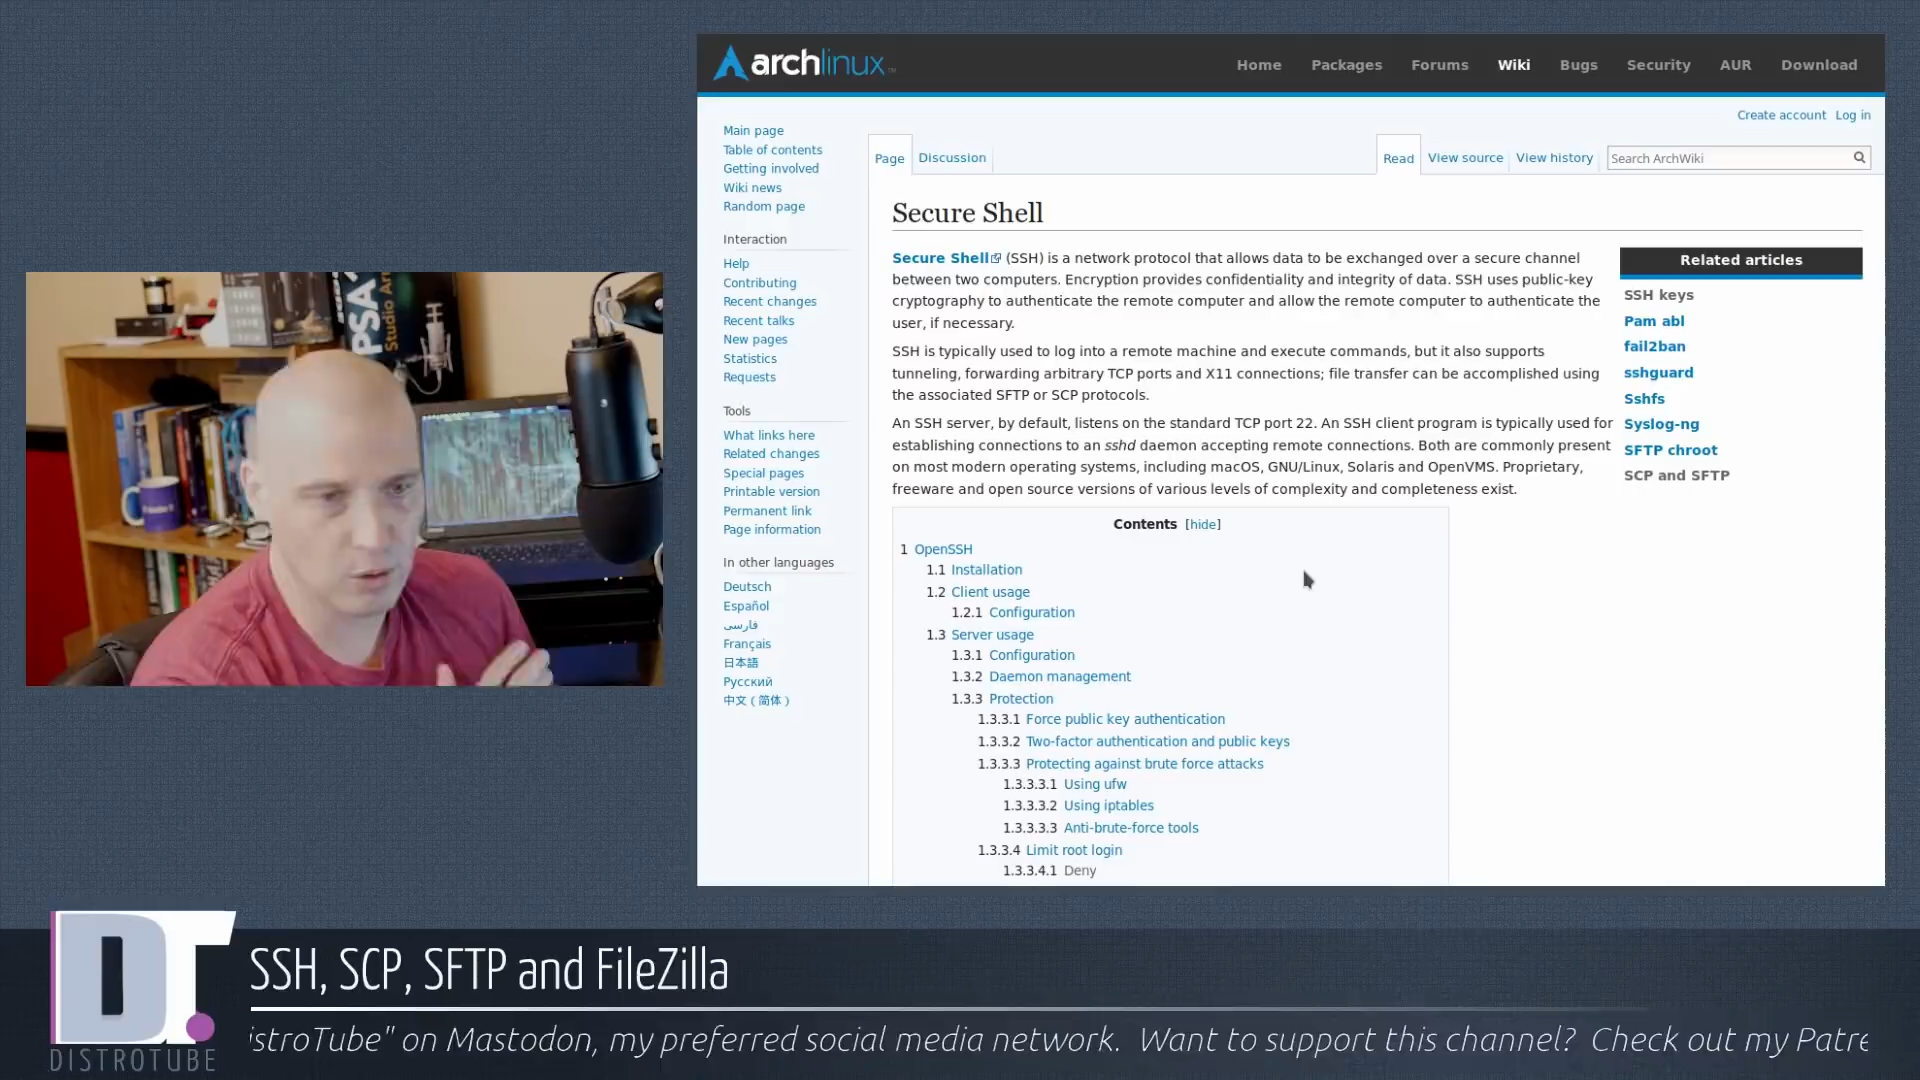 archlinux
Home Packages Forums Wiki Bugs Security AUR Download
Create account Log in
Main page
Table of contents
Getting involved
Wiki news
Random page
Interaction
Help
Contributing
Recent changes
Recent talks
New pages
Statistics
Requests
Tools
What links here
Related changes
Special pages
Printable version
Permanent link
Page information
In other languages
Deutsch
Español
فارسی
Français
日本語
Русский
中文（简体）
Page Discussion
Read View source View history Search ArchWiki
Secure Shell
Secure Shell (SSH) is a network protocol that allows data to be exchanged over a secure channel
between two computers. Encryption provides confidentiality and integrity of data. SSH uses public-key
cryptography to authenticate the remote computer and allow the remote computer to authenticate the
user, if necessary.
SSH is typically used to log into a remote machine and execute commands, but it also supports
tunneling, forwarding arbitrary TCP ports and X11 connections; file transfer can be accomplished using
the associated SFTP or SCP protocols.
An SSH server, by default, listens on the standard TCP port 22. An SSH client program is typically used for
establishing connections to an sshd daemon accepting remote connections. Both are commonly present
on most modern operating systems, including macOS, GNU/Linux, Solaris and OpenVMS. Proprietary,
freeware and open source versions of various levels of complexity and completeness exist.
Related articles
SSH keys
Pam abl
fail2ban
sshguard
Sshfs
Syslog-ng
SFTP chroot
SCP and SFTP
Contents [hide]
1 OpenSSH
1.1 Installation
1.2 Client usage
1.2.1 Configuration
1.3 Server usage
1.3.1 Configuration
1.3.2 Daemon management
1.3.3 Protection
1.3.3.1 Force public key authentication
1.3.3.2 Two-factor authentication and public keys
1.3.3.3 Protecting against brute force attacks
1.3.3.3.1 Using ufw
1.3.3.3.2 Using iptables
1.3.3.3.3 Anti-brute-force tools
1.3.3.4 Limit root login
1.3.3.4.1 Deny
PSA1
Studio Ar
DT
DISTROTUBE
SSH, SCP, SFTP and FileZilla
istroTube" on Mastodon, my preferred social media network. Want to support this channel? Check out my Patre